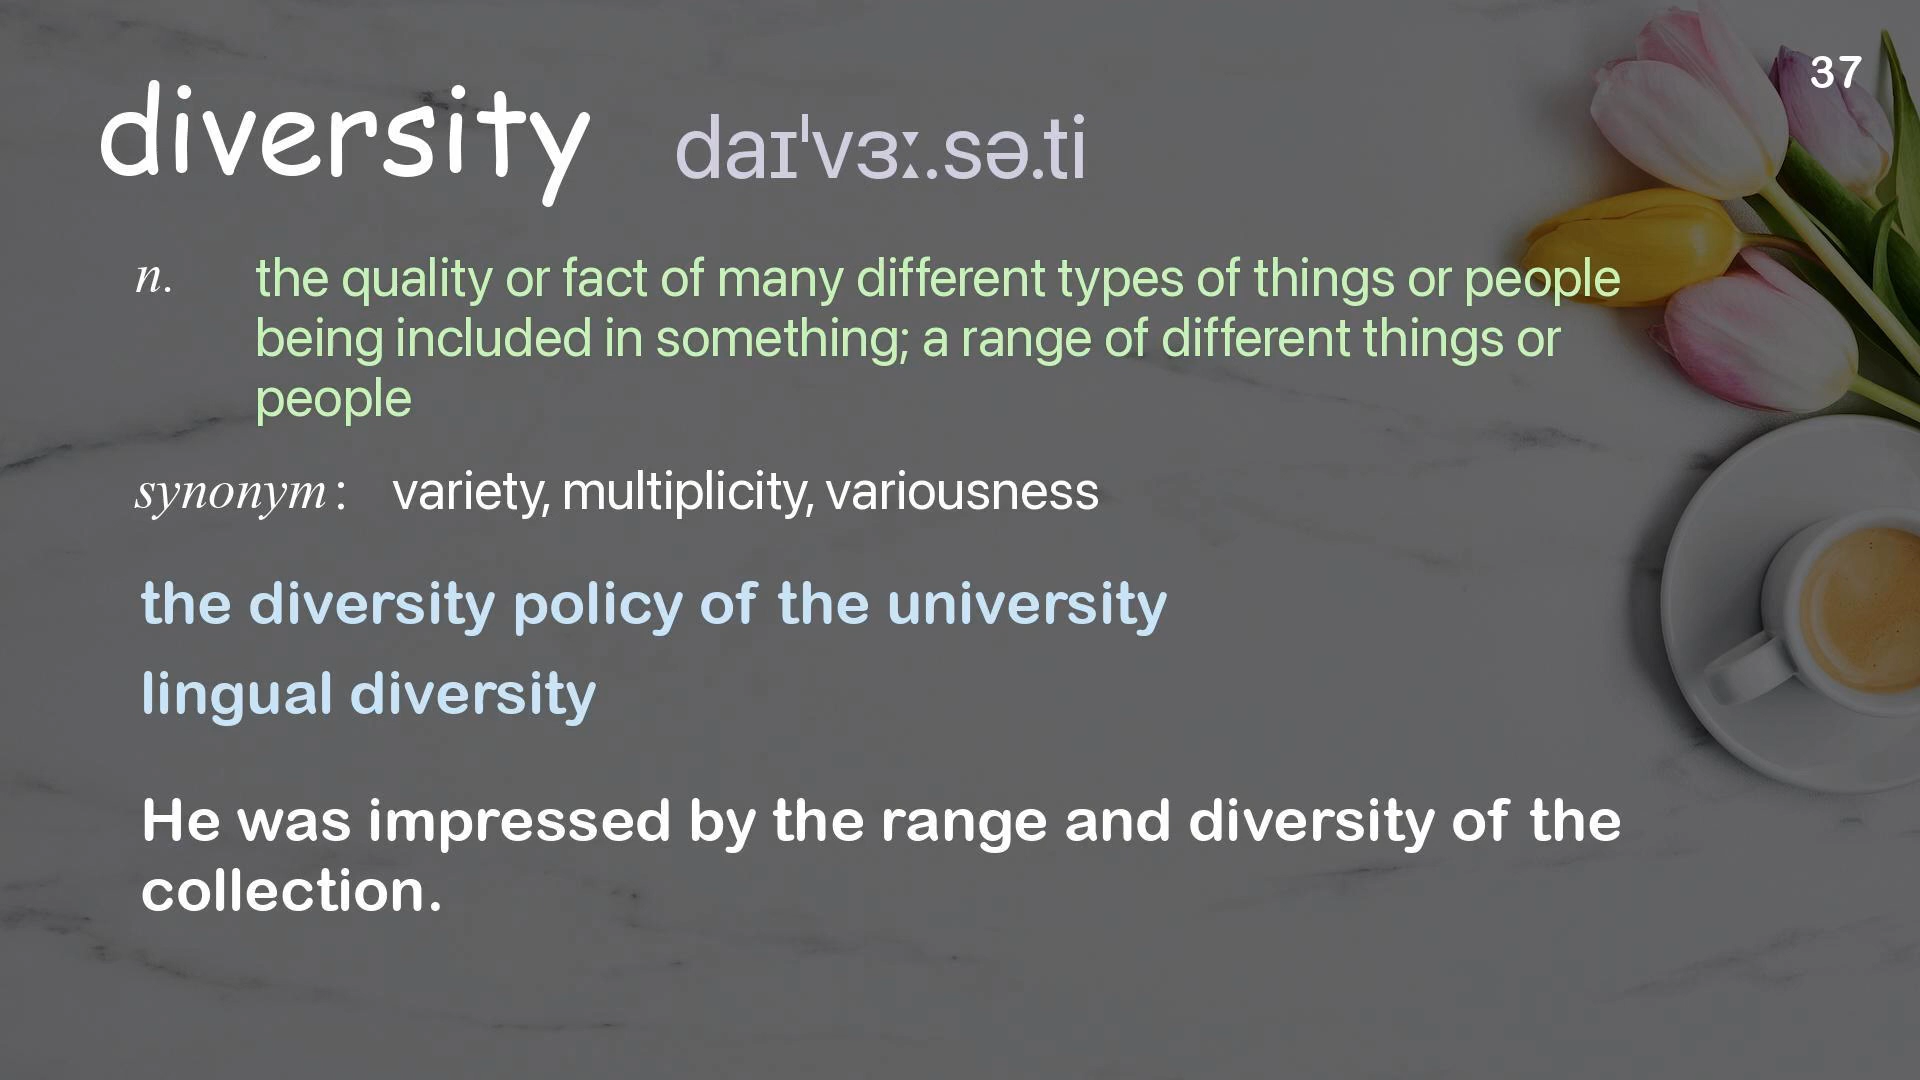 37
diversity daɪˈvɜː.sə.ti
n. the quality or fact of many different types of things or people
being included in something; a range of different things or
people
synonym: variety, multiplicity, variousness
the diversity policy of the university
lingual diversity
He was impressed by the range and diversity of the
collection.